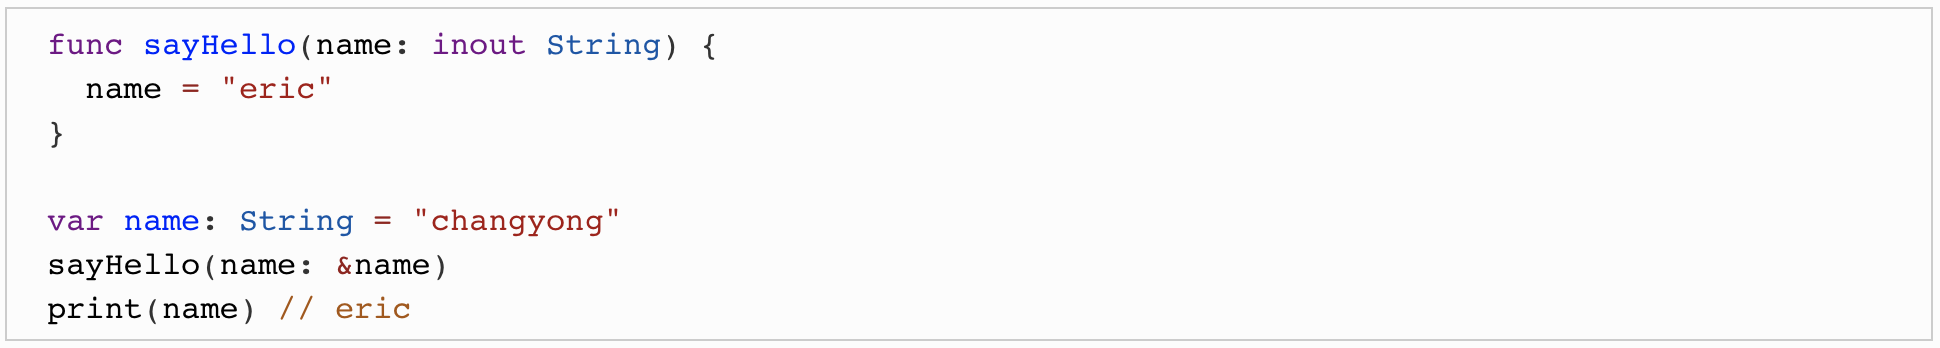 func sayHello(name: inout String) {
  name = "eric"
}

var name: String = "changyong"
sayHello(name: &name)
print(name) // eric